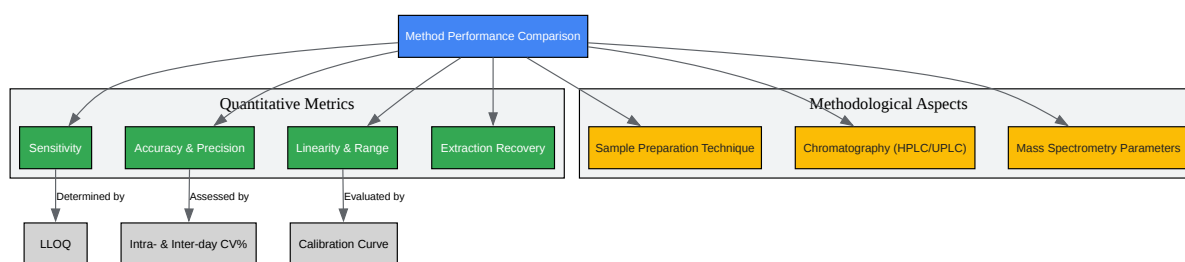 Method Performance Comparison
Quantitative Metrics
Methodological Aspects
Sensitivity
Accuracy & Precision
Linearity & Range
Extraction Recovery
Sample Preparation Technique
Chromatography (HPLC/UPLC)
Mass Spectrometry Parameters
Determined by
Assessed by
Evaluated by
LLOQ
Intra- & Inter-day CV%
Calibration Curve